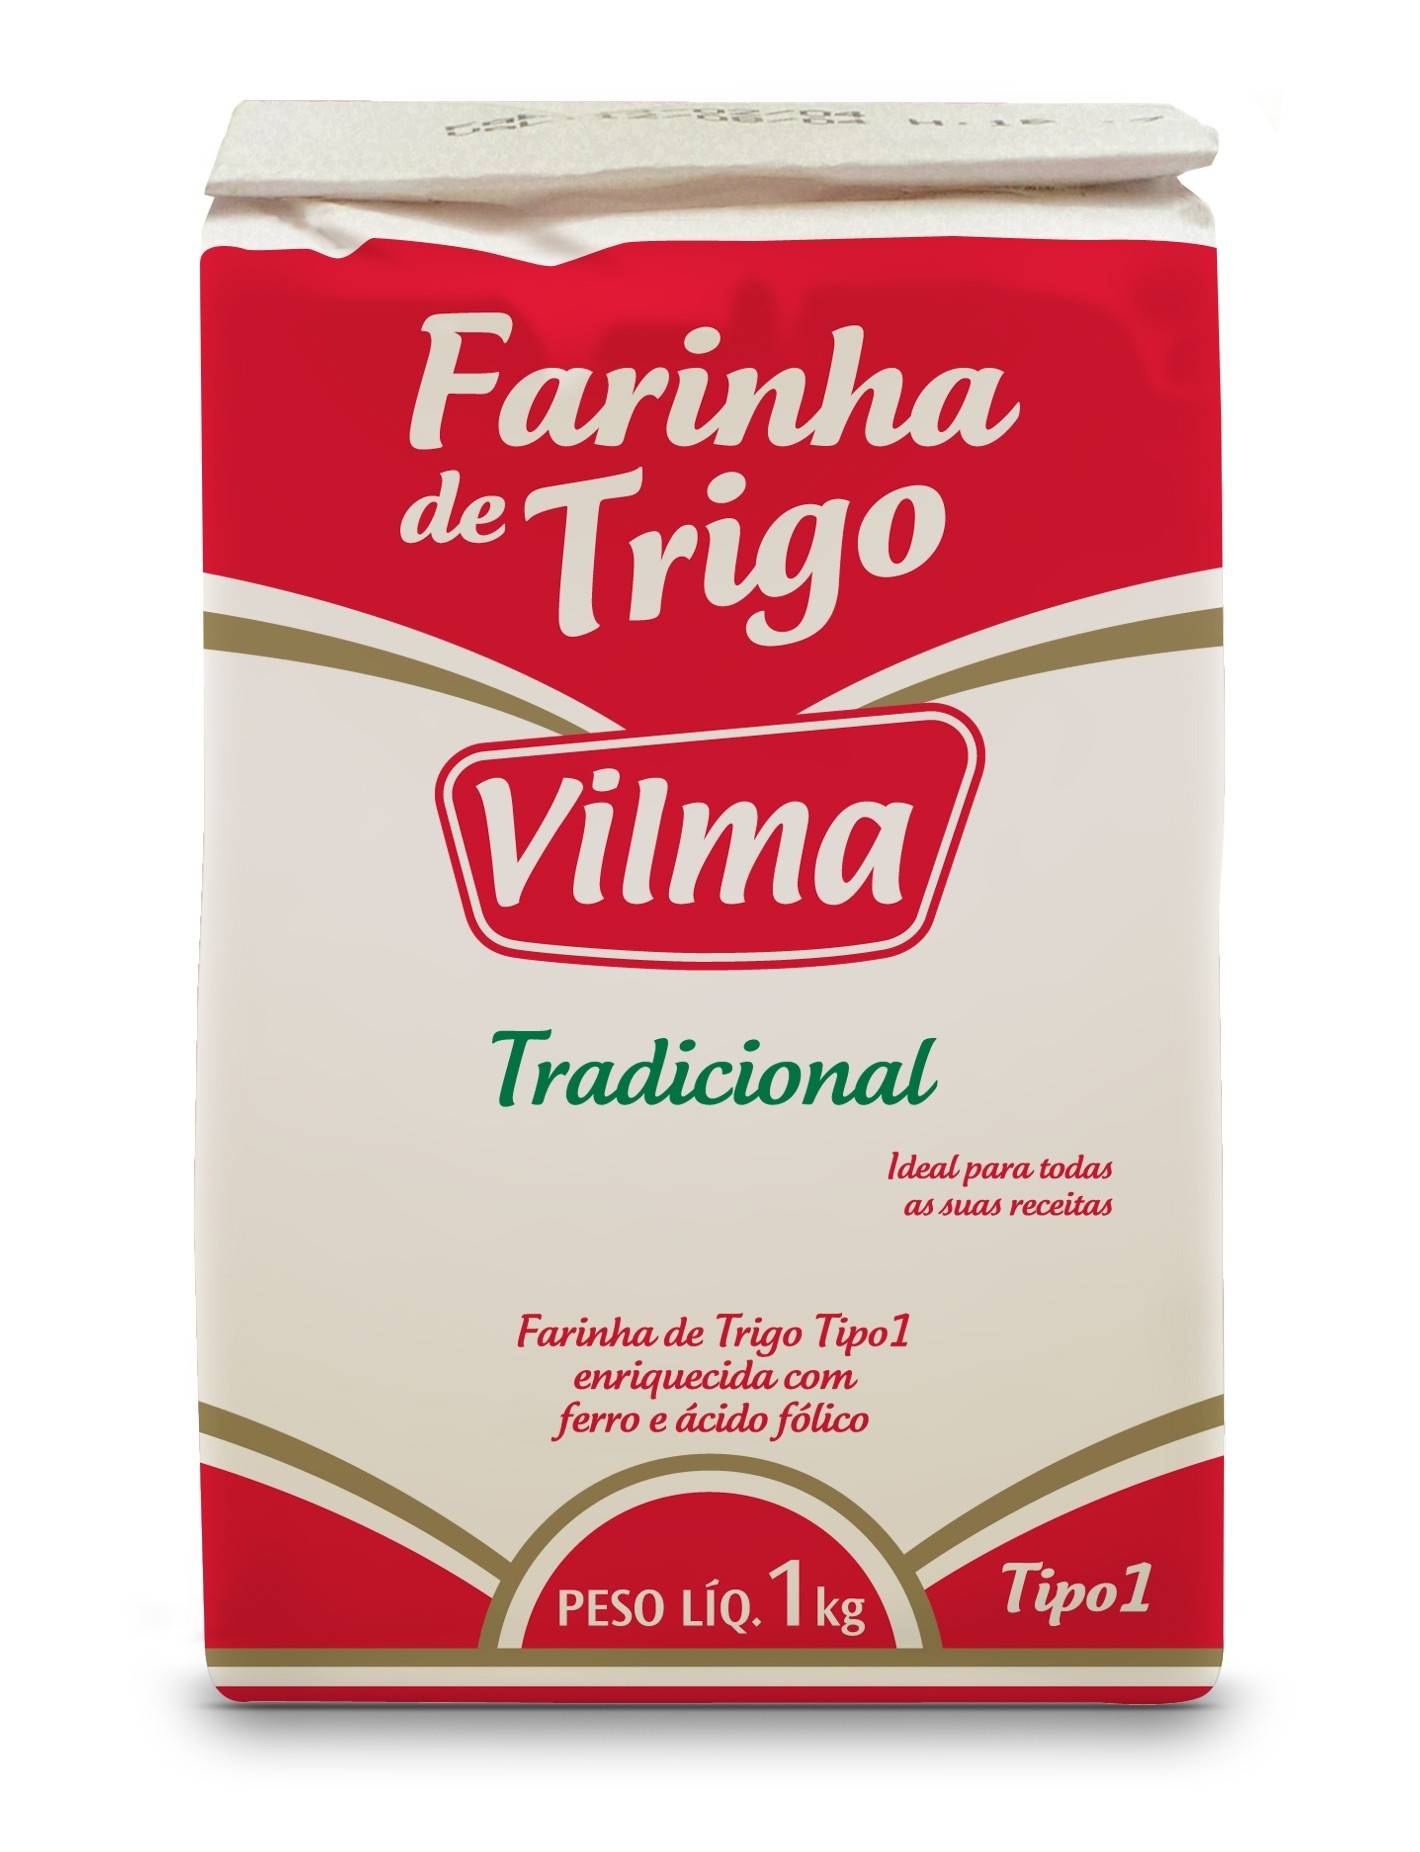 Farinha
de Trigo
Vilma
Tradicional
Ideal para todas
as suas receitas
Farinha de Trigo Tipo1
enriquecida com
ferro e ácido fólico
PESO LÍQ. 1kg
Tipo1